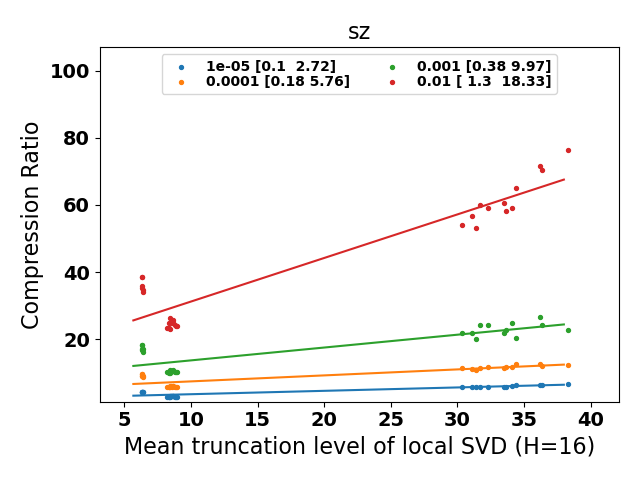 sz
1e-05 [0.1  2.72]
0.0001 [0.18 5.76]
0.001 [0.38 9.97]
0.01 [ 1.3  18.33]
Compression Ratio
100
80
60
40
20
5 10 15 20 25 30 35 40
Mean truncation level of local SVD (H=16)